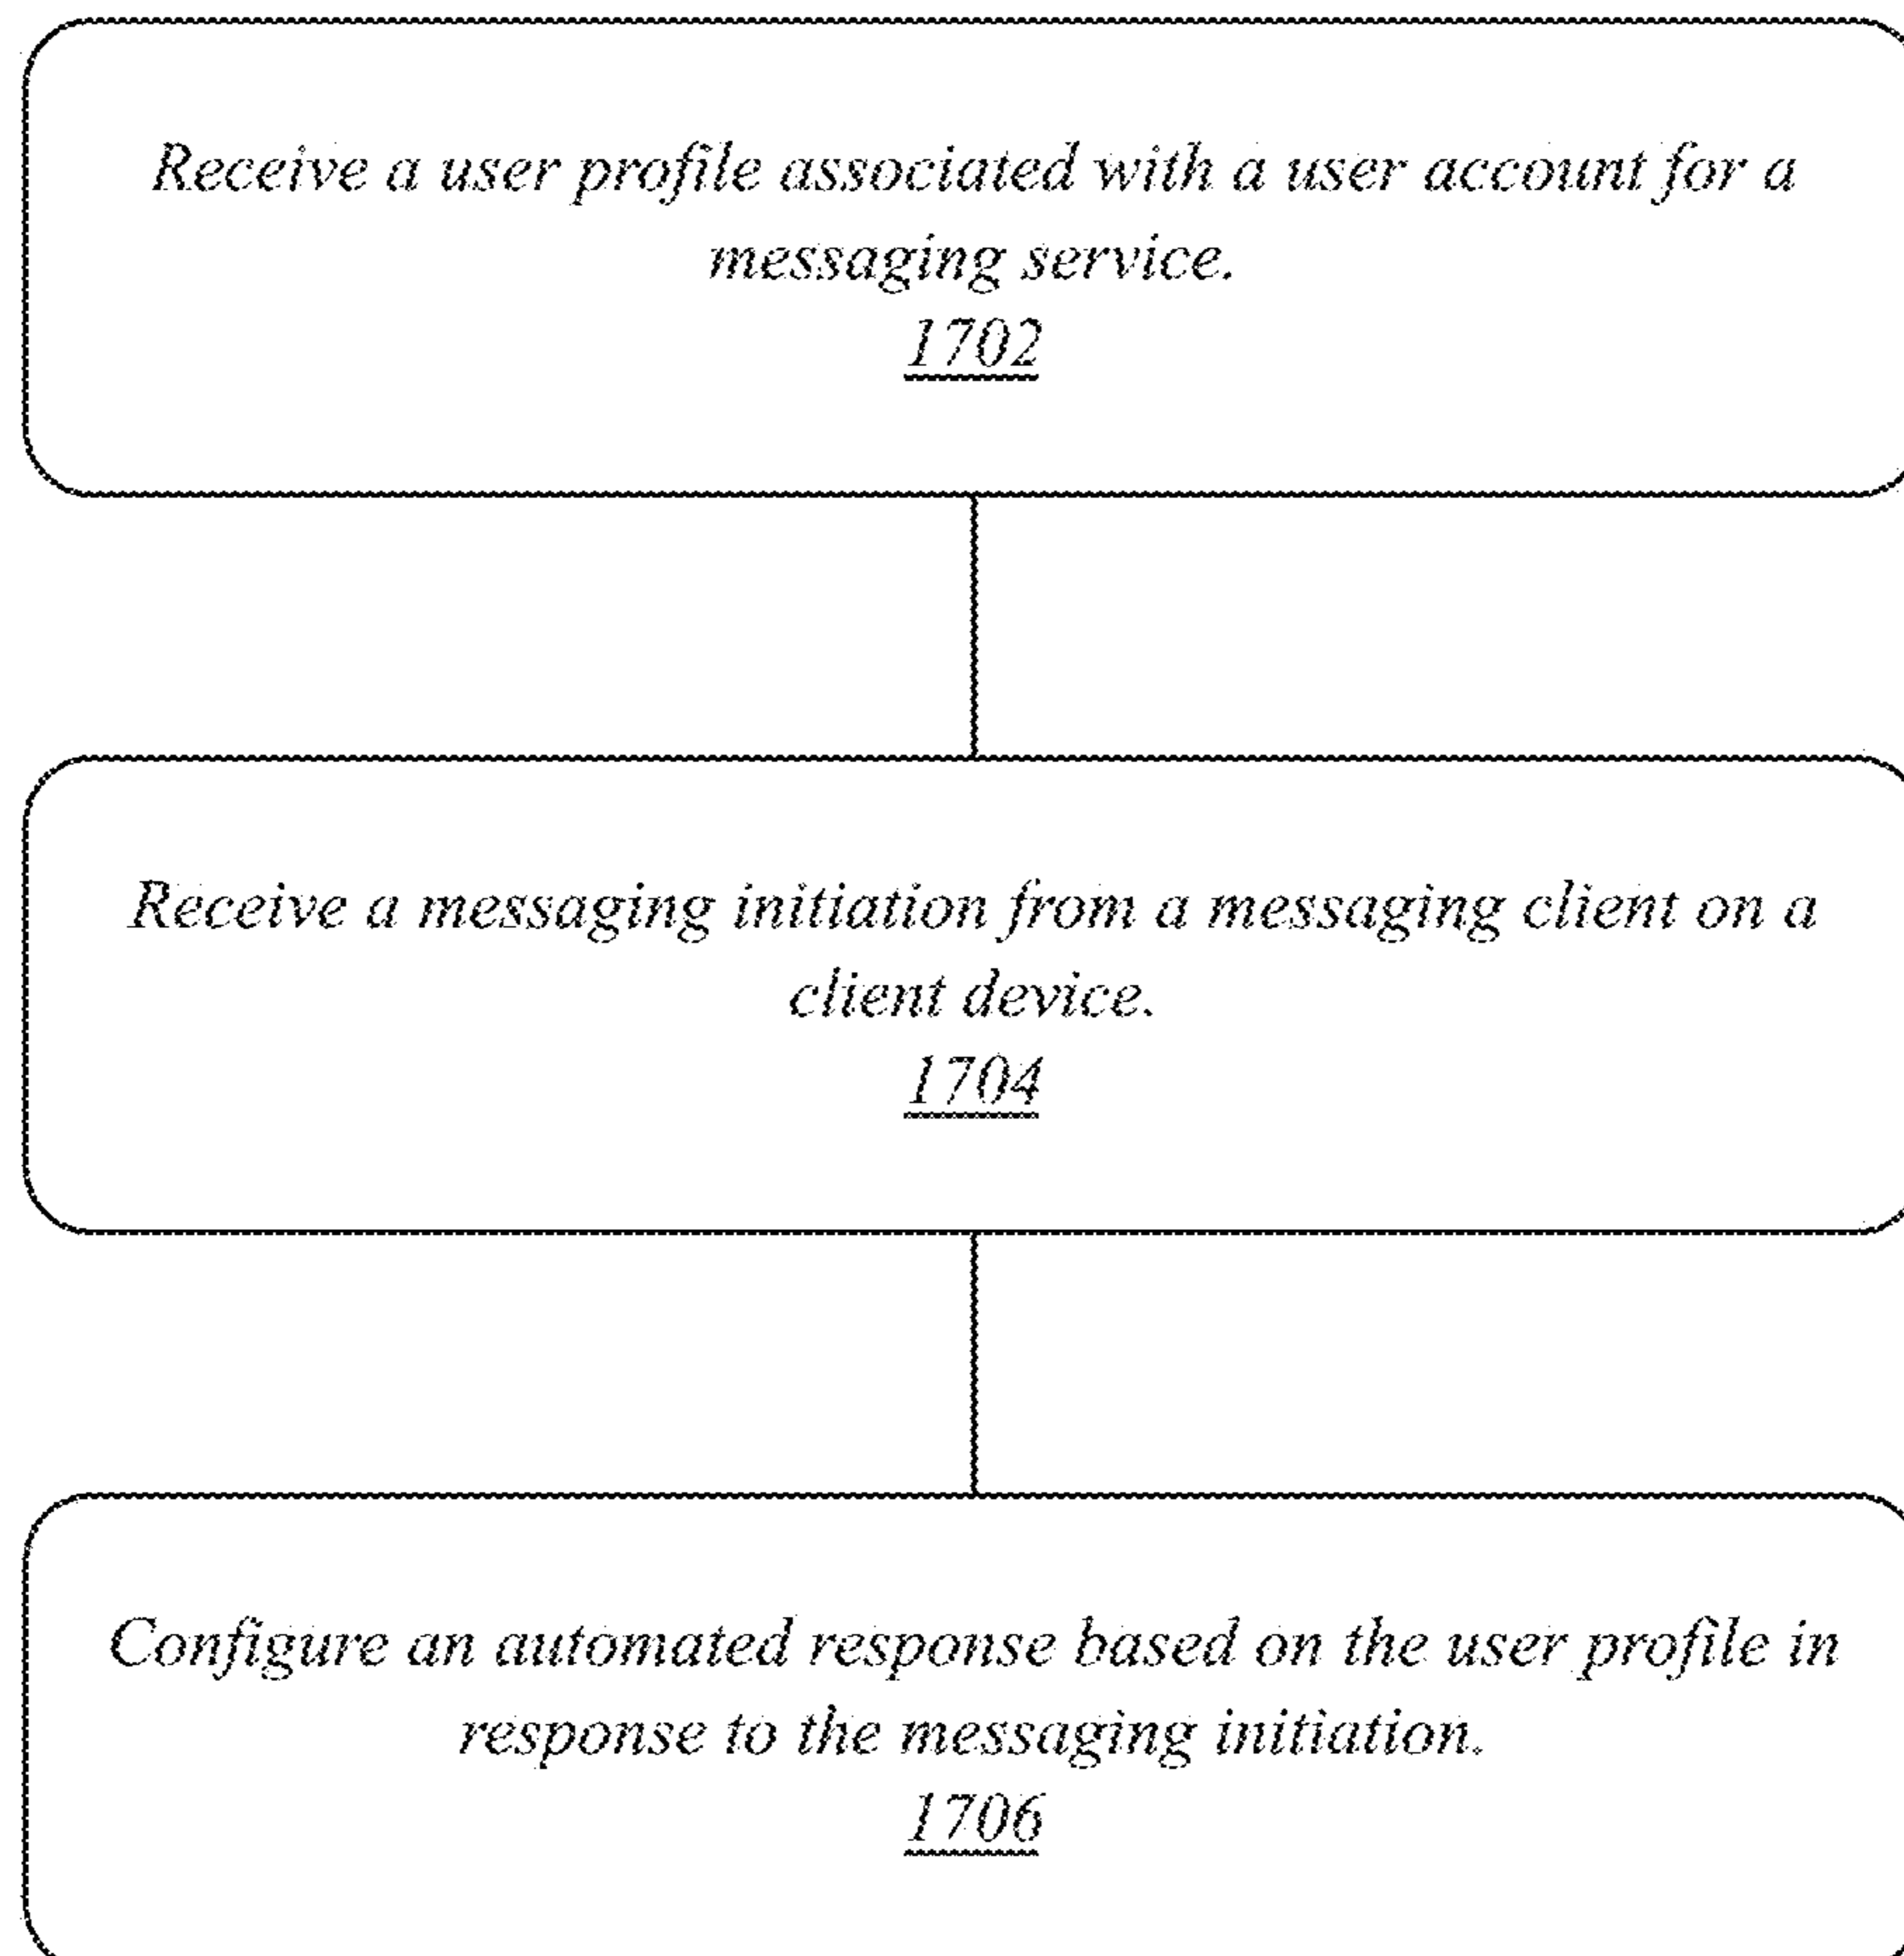 Receive a user profile associated with a user account for a
messaging service.
1702
Receive a messaging initiation from a messaging client on a
client device.
1704
Configure an automated response based on the user profile in
response to the messaging initiation.
1706